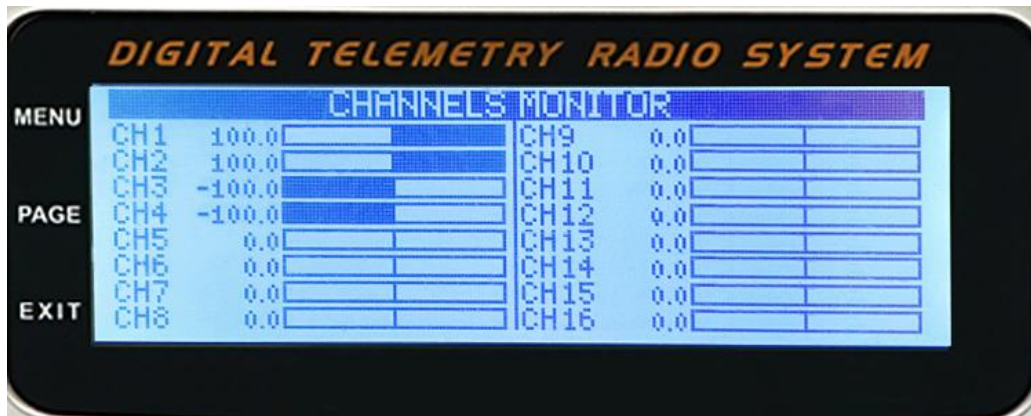 DIGITAL TELEMETRY RADIO SYSTEM
MENU
PAGE
EXIT
CHANNELS MONITOR
CH1 100.0
CH2 100.0
CH3 -100.0
CH4 -100.0
CH5 0.0
CH6 0.0
CH7 0.0
CH8 0.0
CH9 0.0
CH10 0.0
CH11 0.0
CH12 0.0
CH13 0.0
CH14 0.0
CH15 0.0
CH16 0.0